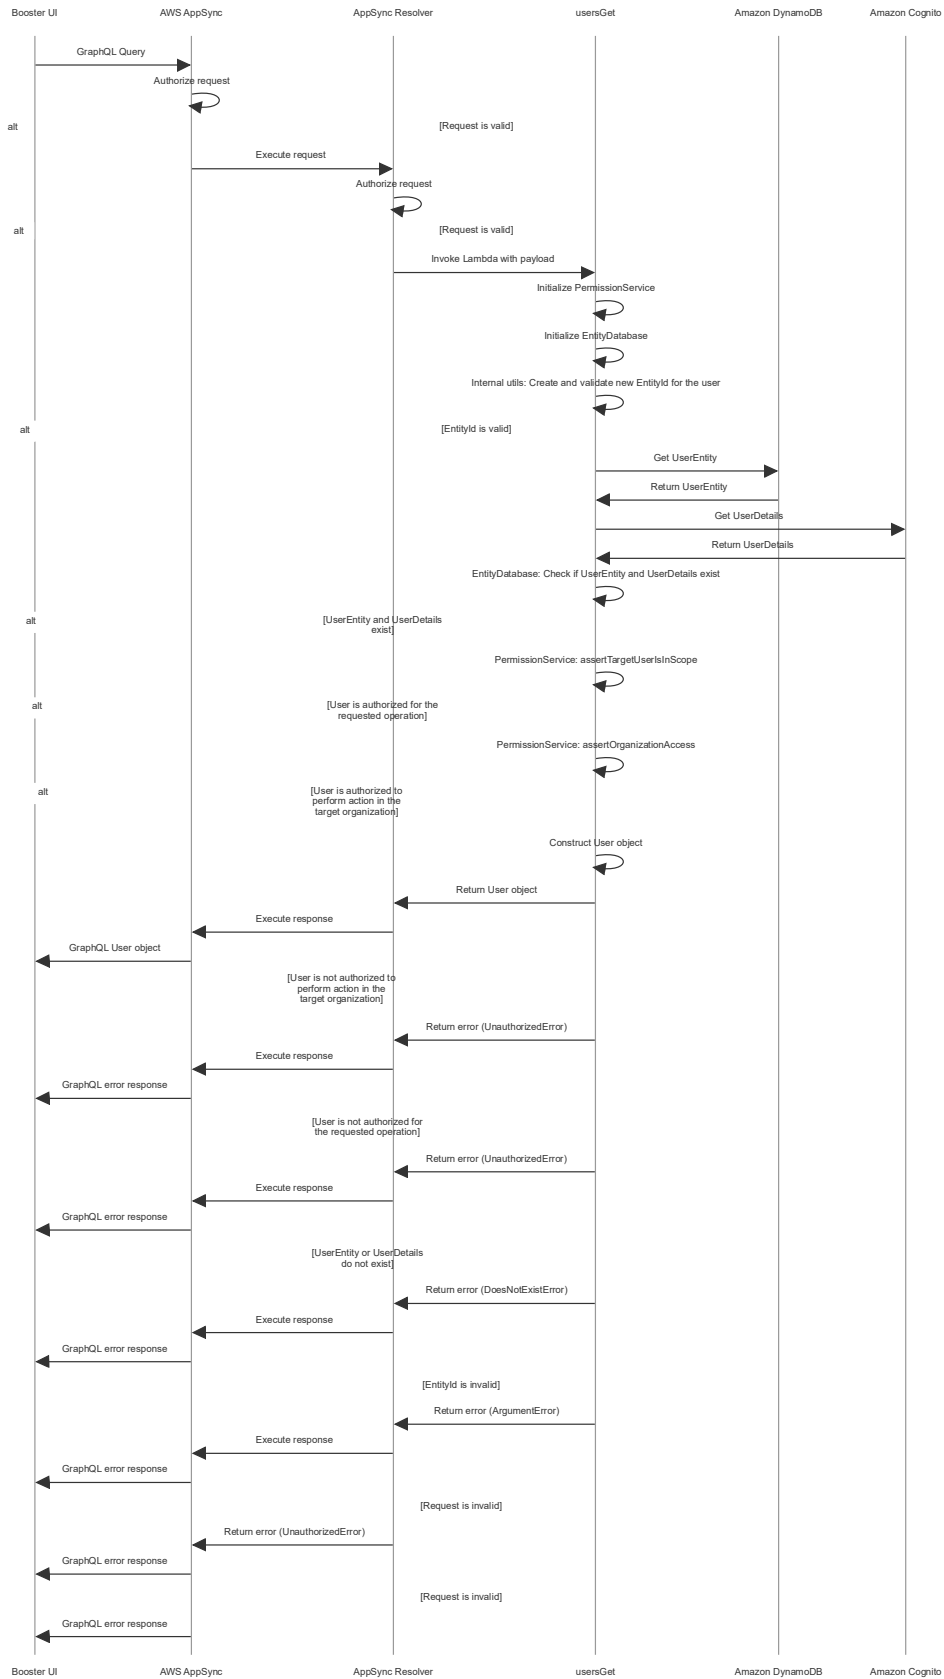 Booster UI
AWS AppSync
AppSync Resolver
usersGet
Amazon DynamoDB
Amazon Cognito
GraphQL Query
Authorize request
alt
[Request is valid]
Execute request
Authorize request
alt
[Request is valid]
Invoke Lambda with payload
Initialize PermissionService
Initialize EntityDatabase
Internal utils: Create and validate new EntityId for the user
alt
[EntityId is valid]
Get UserEntity
Return UserEntity
Get UserDetails
Return UserDetails
EntityDatabase: Check if UserEntity and UserDetails exist
alt
[UserEntity and UserDetails
exist]
PermissionService: assertTargetUserIsInScope
alt
[User is authorized for the
requested operation]
PermissionService: assertOrganizationAccess
alt
[User is authorized to
perform action in the
target organization]
Construct User object
Return User object
Execute response
GraphQL User object
[User is not authorized to
perform action in the
target organization]
Return error (UnauthorizedError)
Execute response
GraphQL error response
[User is not authorized for
the requested operation]
Return error (UnauthorizedError)
Execute response
GraphQL error response
[UserEntity or UserDetails
do not exist]
Return error (DoesNotExistError)
Execute response
GraphQL error response
[EntityId is invalid]
Return error (ArgumentError)
Execute response
GraphQL error response
[Request is invalid]
Return error (UnauthorizedError)
GraphQL error response
[Request is invalid]
GraphQL error response
Booster UI
AWS AppSync
AppSync Resolver
usersGet
Amazon DynamoDB
Amazon Cognito